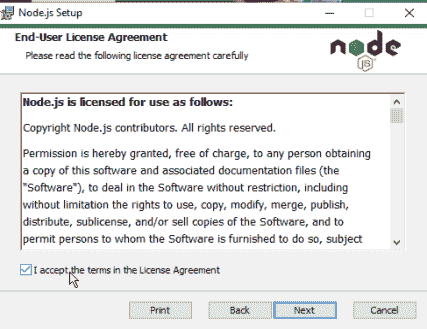 Node.js Setup
End-User License Agreement
Please read the following license agreement carefully
node
JS
Node.js is licensed for use as follows:
Copyright Node.js contributors. All rights reserved.
Permission is hereby granted, free of charge, to any person obtaining
a copy of this software and associated documentation files (the
"Software"), to deal in the Software without restriction, including
without limitation the rights to use, copy, modify, merge, publish,
distribute, sublicense, and/or sell copies of the Software, and to
permit persons to whom the Software is furnished to do so, subject
I accept the terms in the License Agreement
Print Back Next Cancel